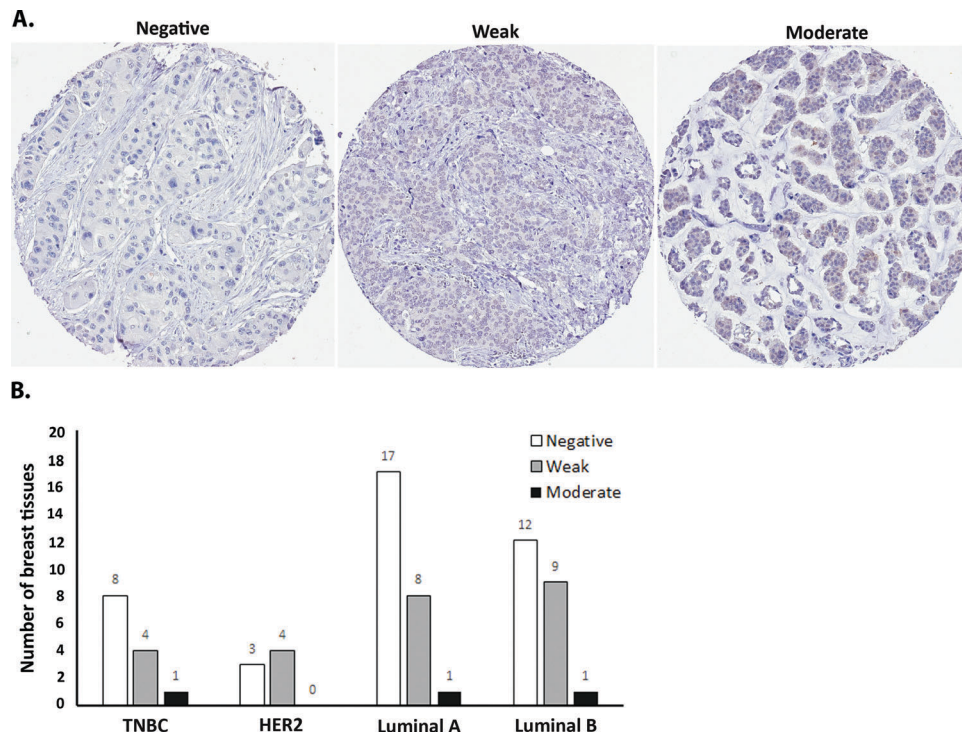 A.
Negative
Weak
Moderate
B.
Number of breast tissues
20
18
16
14
12
10
8
6
4
2
0
8
4
1
3
4
0
17
8
1
12
9
1
Negative
Weak
Moderate
TNBC
HER2
Luminal A
Luminal B